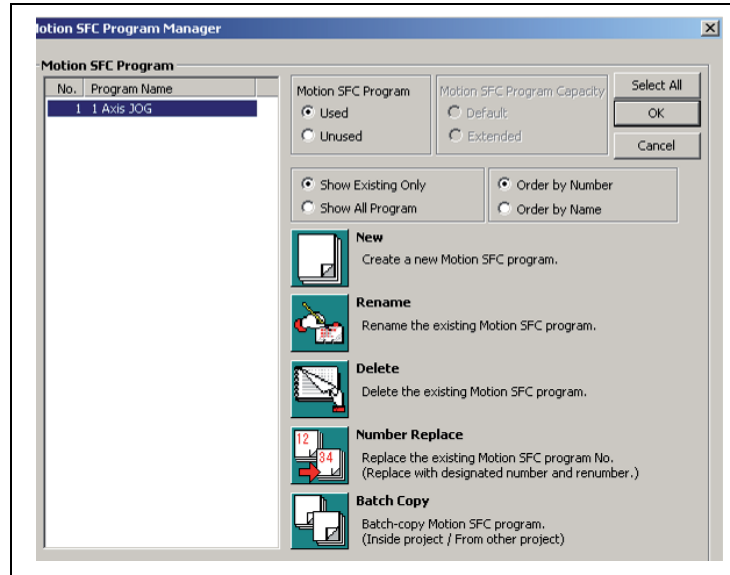 Motion SFC Program Manager
Motion SFC Program
No. Program Name
1 1 Axis JOG
Motion SFC Program
Used
Unused
Motion SFC Program Capacity
Default
Extended
Select All
OK
Cancel
Show Existing Only
Show All Program
Order by Number
Order by Name
New
Create a new Motion SFC program.
Rename
Rename the existing Motion SFC program.
Delete
Delete the existing Motion SFC program.
12
34
Number Replace
Replace the existing Motion SFC program No.
(Replace with designated number and renumber.)
Batch Copy
Batch-copy Motion SFC program.
(Inside project / From other project)